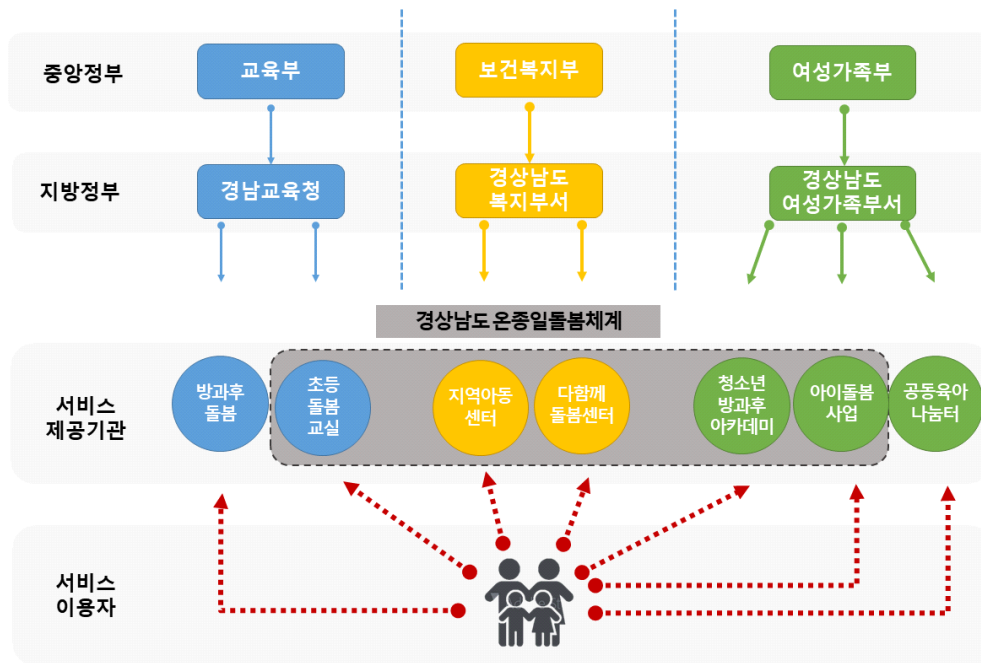 중앙정부
교육부
보건복지부
여성가족부
지방정부
경남교육청
경상남도
복지부서
경상남도
여성가족부서
경상남도 온종일돌봄체계
서비스
제공기관
방과후
돌봄
초등
돌봄
교실
지역아동
센터
다함께
돌봄센터
청소년
방과후
아카데미
아이돌봄
사업
공동육아
나눔터
서비스
이용자